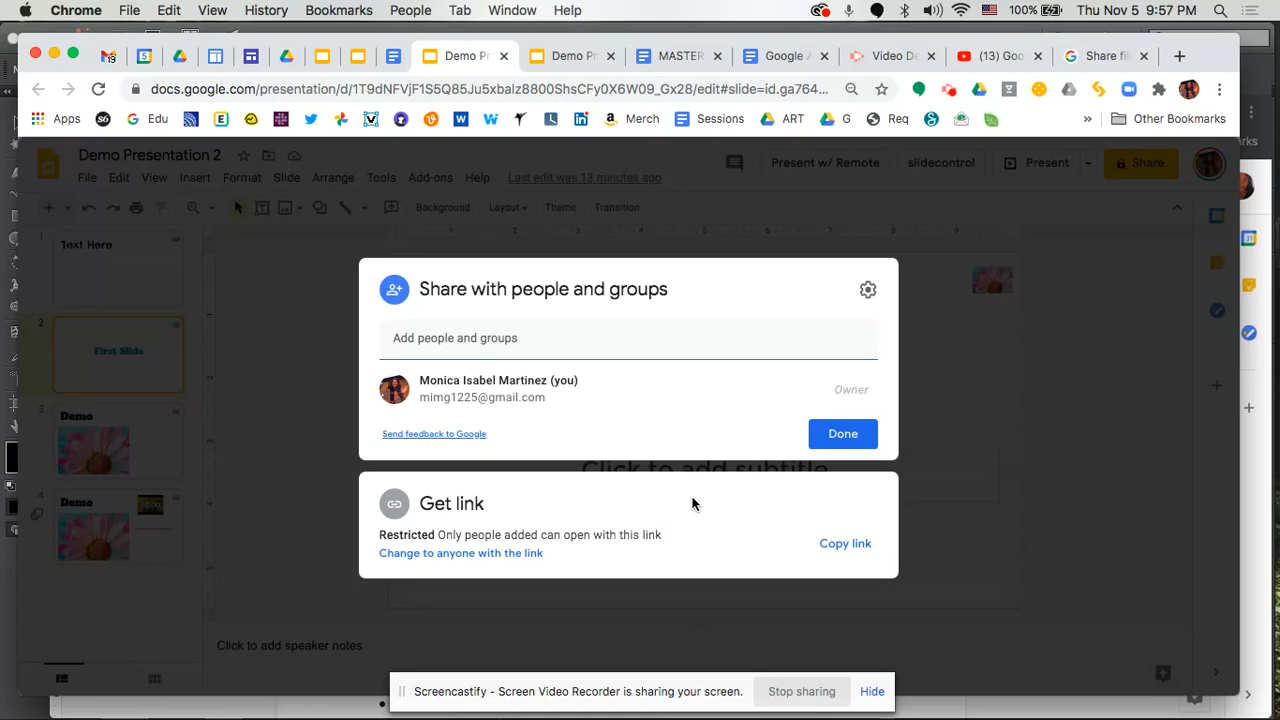 Chrome File Edit View History Bookmarks People Tab Window Help 100% Thu Nov 5 9:57 PM
Demo Pr Demo Pr MASTER Google A Video De (13) Goo Share file
docs.google.com/presentation/d/1T9dNFVjF1S5Q85Ju5xbalz8800ShsCFy0X6W09_Gx28/edit#slide=id.ga764...
Apps Edu Merch Sessions ART G Req » Other Bookmarks
Demo Presentation 2
Present w/ Remote slidecontrol Present Share
File Edit View Insert Format Slide Arrange Tools Add-ons Help Last edit was 13 minutes ago
Background Layout Theme Transition
1 Text Here
2 First Slide
3 Demo
4 Demo
Share with people and groups
Add people and groups
Monica Isabel Martinez (you)
mimg1225@gmail.com
Owner
Send feedback to Google
Done
Click to add subtitle
Get link
Restricted Only people added can open with this link
Change to anyone with the link
Copy link
Click to add speaker notes
Screencastify - Screen Video Recorder is sharing your screen. Stop sharing Hide